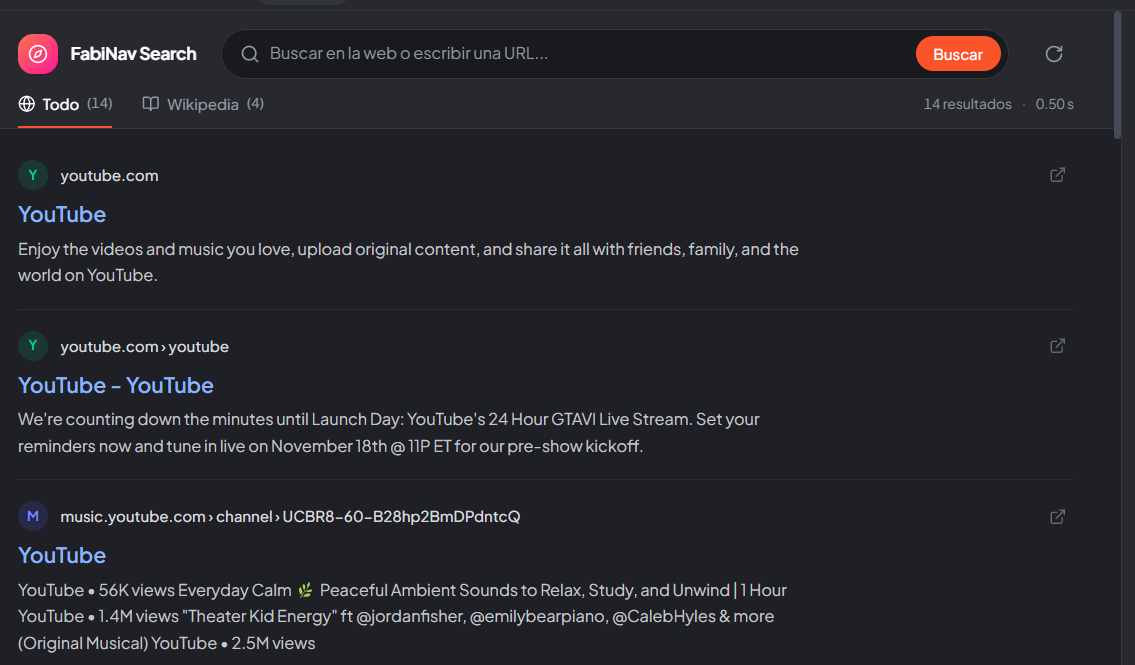 FabiNav Search
Buscar en la web o escribir una URL...
Buscar
Todo (14)
Wikipedia (4)
14 resultados · 0.50 s
Y
youtube.com
YouTube
Enjoy the videos and music you love, upload original content, and share it all with friends, family, and the
world on YouTube.
Y
youtube.com › youtube
YouTube - YouTube
We're counting down the minutes until Launch Day: YouTube's 24 Hour GTAVI Live Stream. Set your
reminders now and tune in live on November 18th @ 11P ET for our pre-show kickoff.
M
music.youtube.com › channel › UCBR8-60-B28hp2BmDPdntcQ
YouTube
YouTube • 56K views Everyday Calm 🌿 Peaceful Ambient Sounds to Relax, Study, and Unwind | 1 Hour
YouTube • 1.4M views "Theater Kid Energy" ft @jordanfisher, @emilybearpiano, @CalebHyles & more
(Original Musical) YouTube • 2.5M views